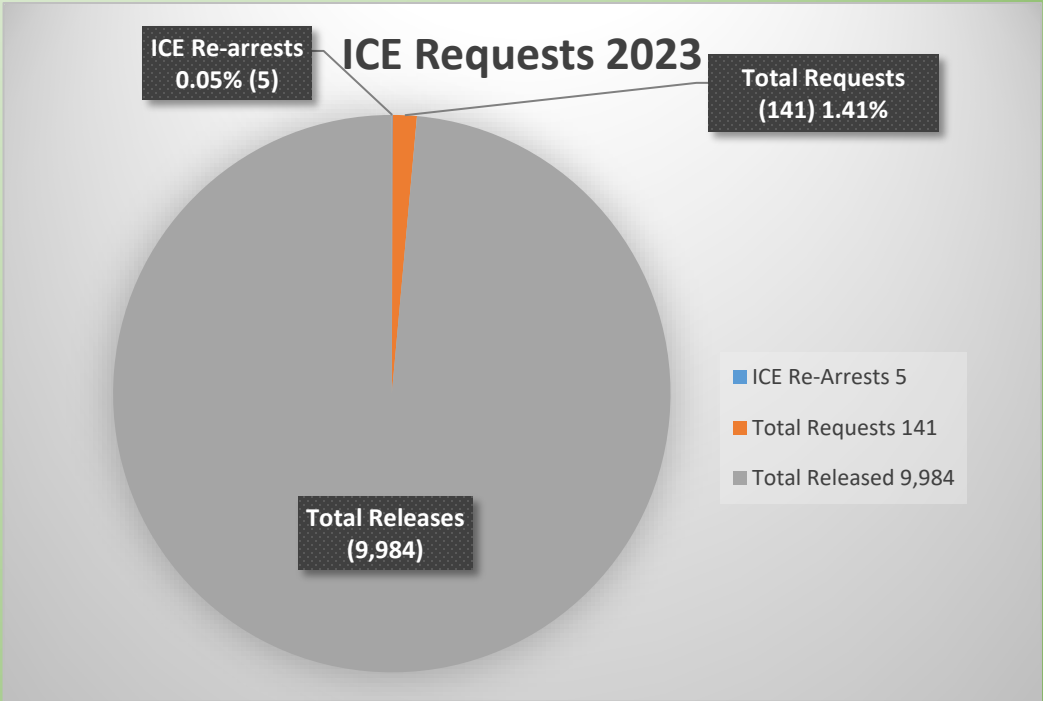 ICE Requests 2023
ICE Re-arrests
0.05% (5)
Total Requests
(141) 1.41%
ICE Re-Arrests 5
Total Requests 141
Total Released 9,984
Total Releases
(9,984)